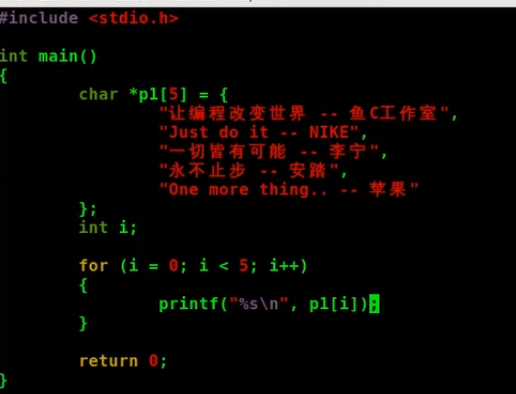 #include <stdio.h>
int main()
{
char *p1[5] = {
"让编程改变世界 -- 鱼C工作室",
"Just do it -- NIKE",
"一切皆有可能 -- 李宁",
"永不止步 -- 安踏",
"One more thing.. -- 苹果"
};
int i;
for (i = 0; i < 5; i++)
{
printf("%s\n", p1[i]);
}
return 0;
}